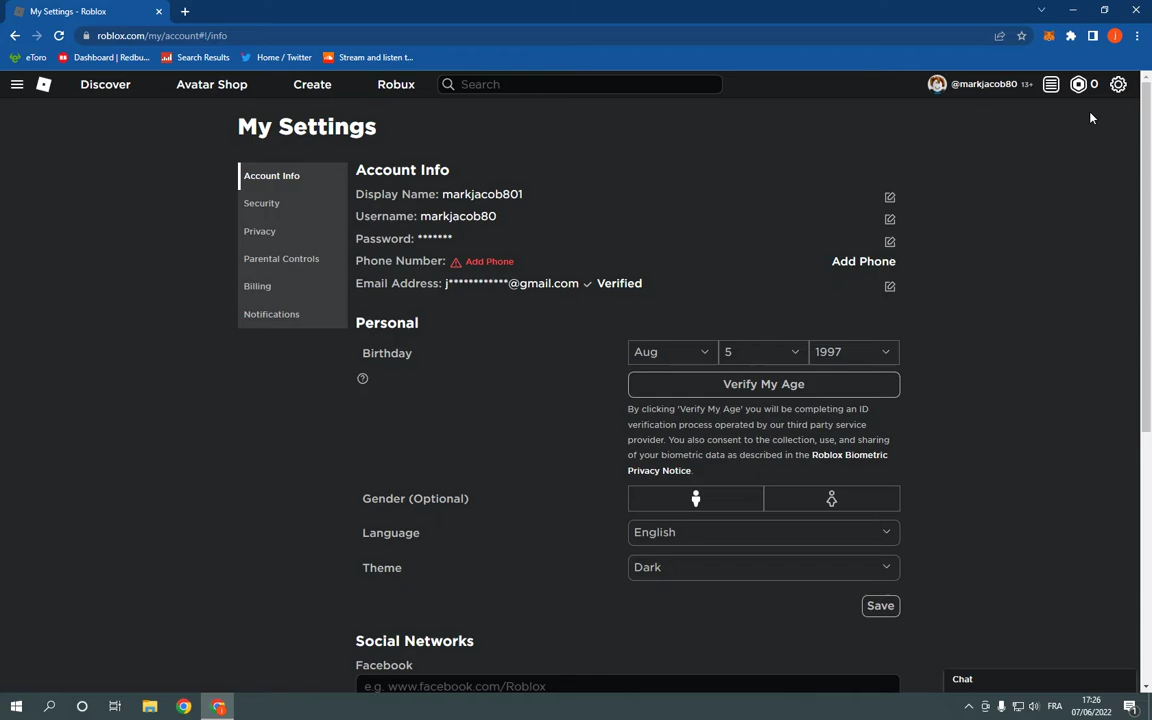 My Settings - Roblox
roblox.com/my/account#!/info
eToro
Dashboard | Redbu...
Search Results
Home / Twitter
Stream and listen t...
Discover
Avatar Shop
Create
Robux
Search
@markjacob80 13+
0
My Settings
Account Info
Security
Privacy
Parental Controls
Billing
Notifications
Account Info
Display Name: markjacob801
Username: markjacob80
Password: *******
Phone Number: Add Phone
Add Phone
Email Address: j************@gmail.com ✓ Verified
Personal
Birthday
Aug
5
1997
Verify My Age
By clicking 'Verify My Age' you will be completing an ID
verification process operated by our third party service
provider. You also consent to the collection, use, and sharing
of your biometric data as described in the Roblox Biometric
Privacy Notice.
Gender (Optional)
Language
English
Theme
Dark
Save
Social Networks
Facebook
e.g. www.facebook.com/Roblox
Chat
FRA
17:26
07/06/2022